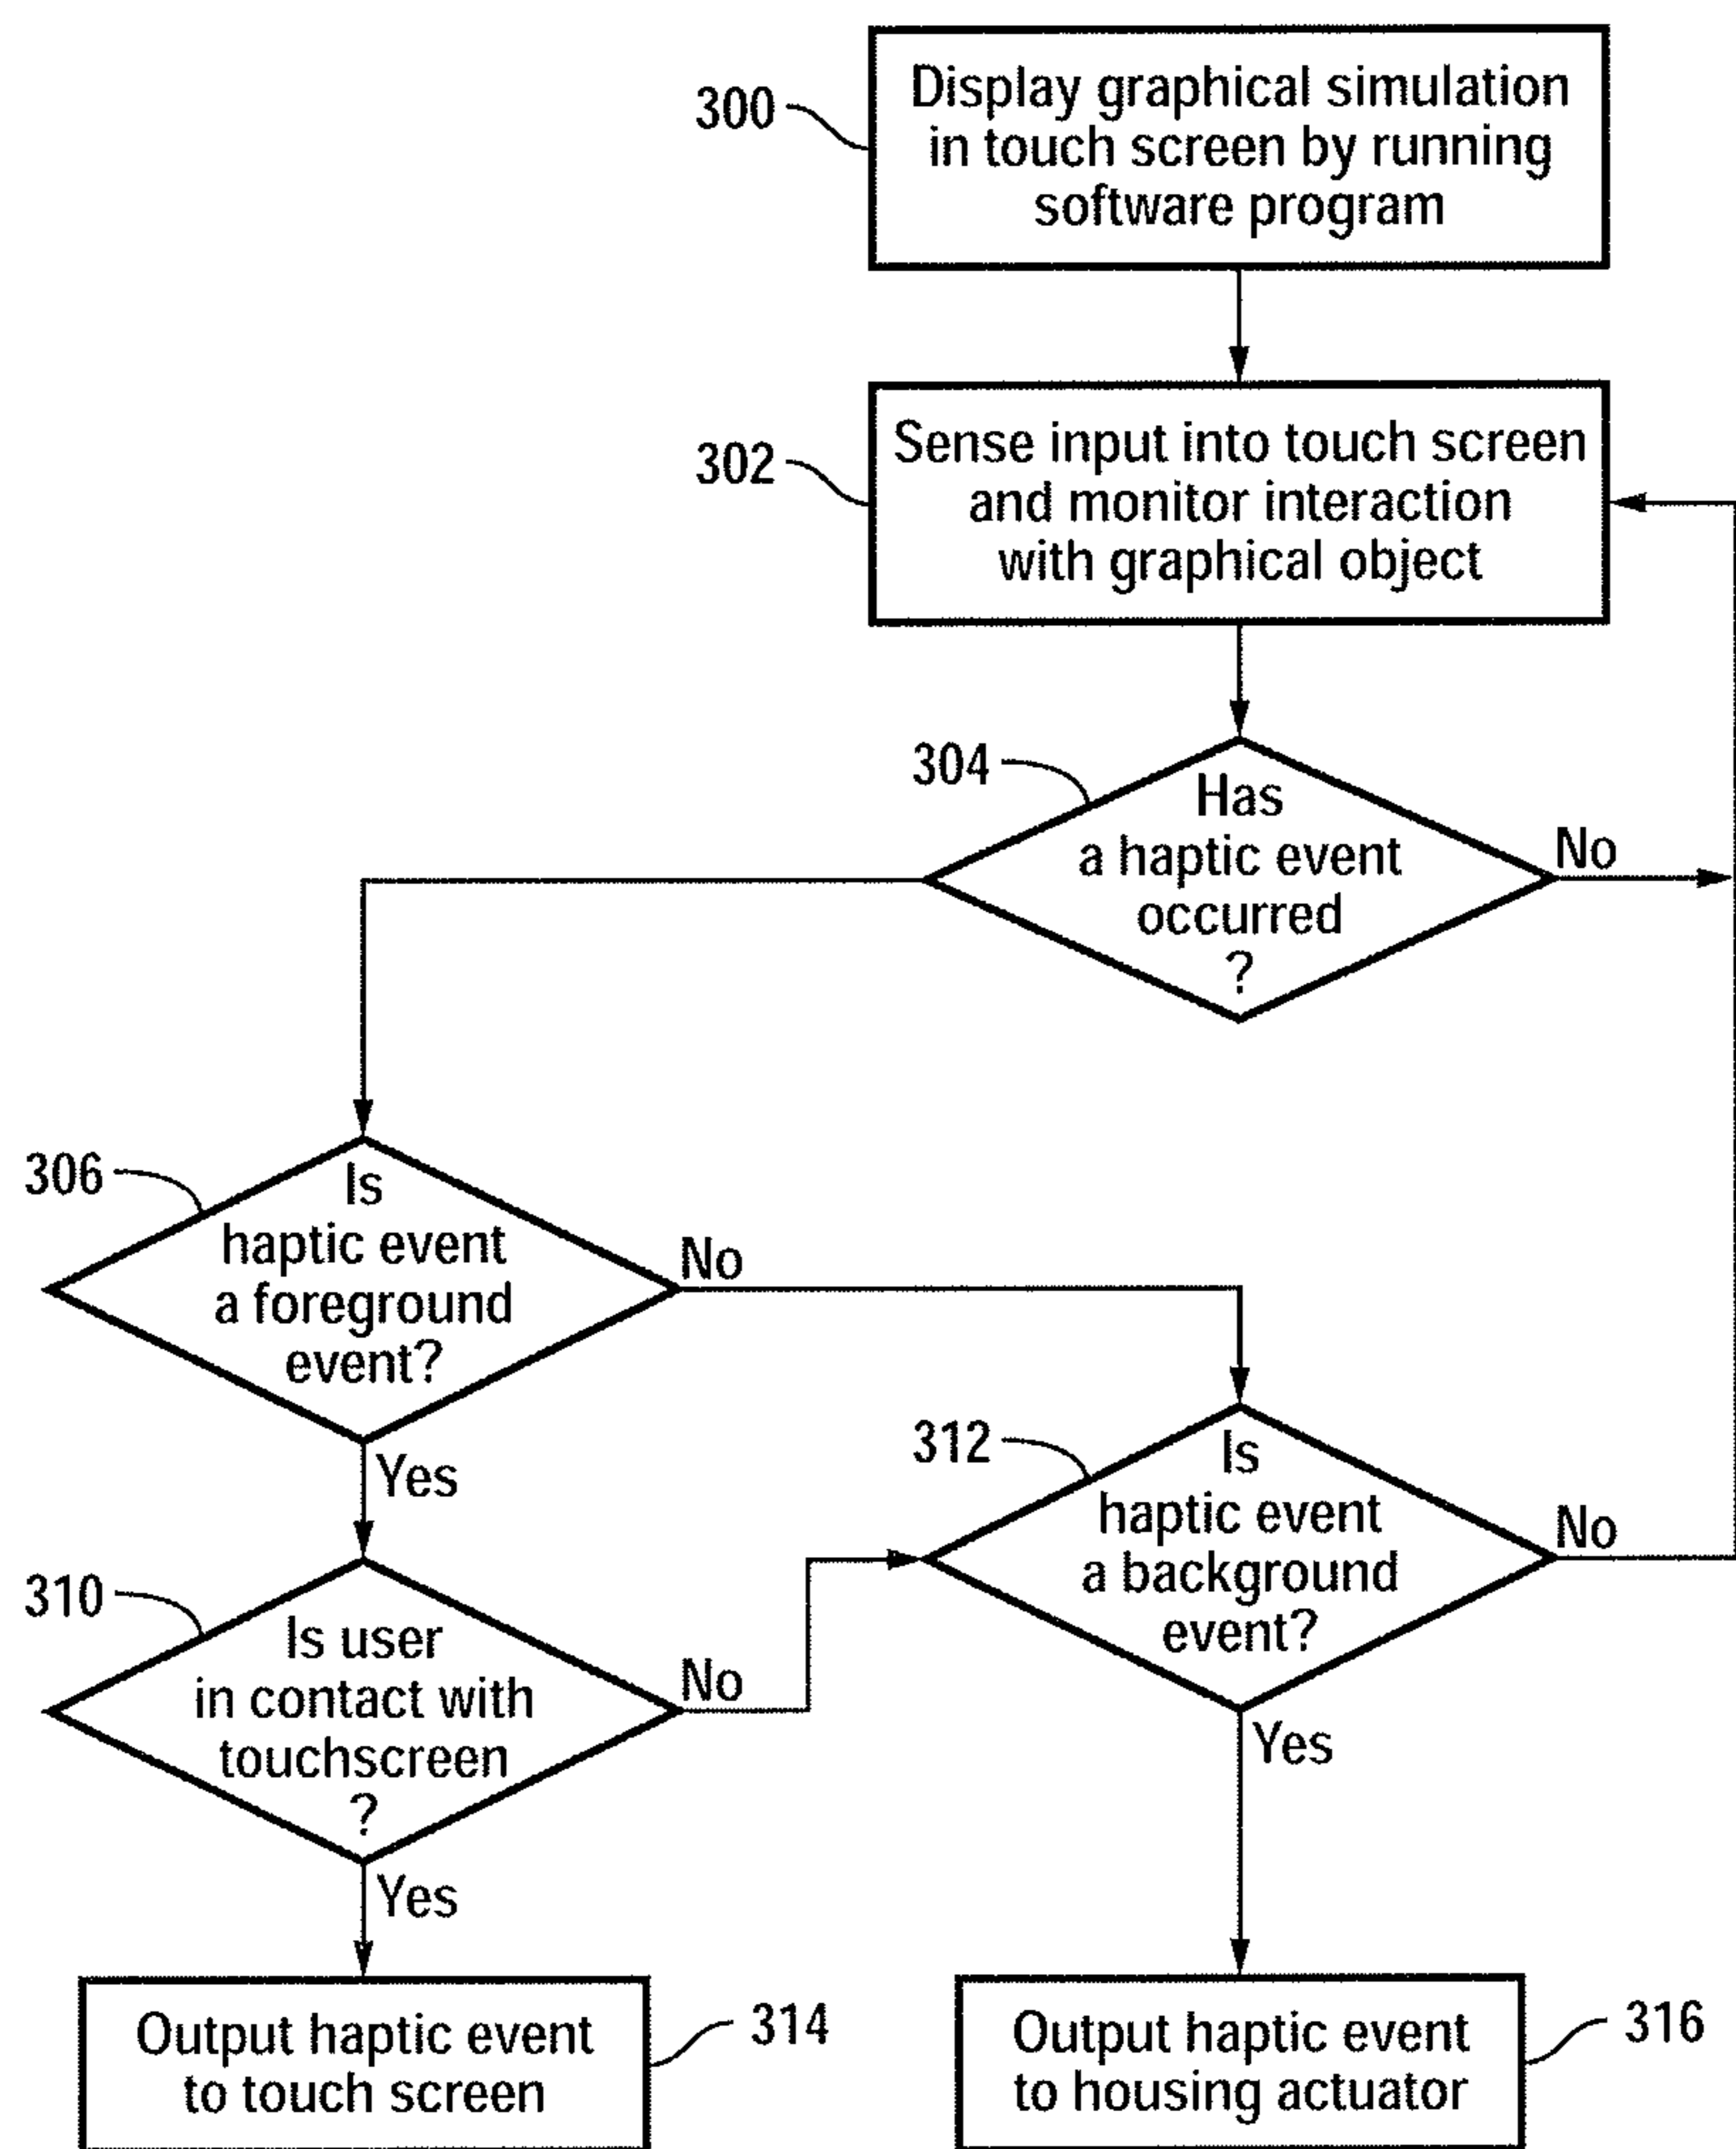 300
Display graphical simulation
in touch screen by running
software program
302
Sense input into touch screen
and monitor interaction
with graphical object
304
Has
a haptic event
occurred
?
No
306
Is
haptic event
a foreground
event?
No
Yes
312
Is
haptic event
a background
event?
No
Yes
310
Is user
in contact with
touchscreen
?
No
Yes
Output haptic event
to touch screen
314
Output haptic event
to housing actuator
316